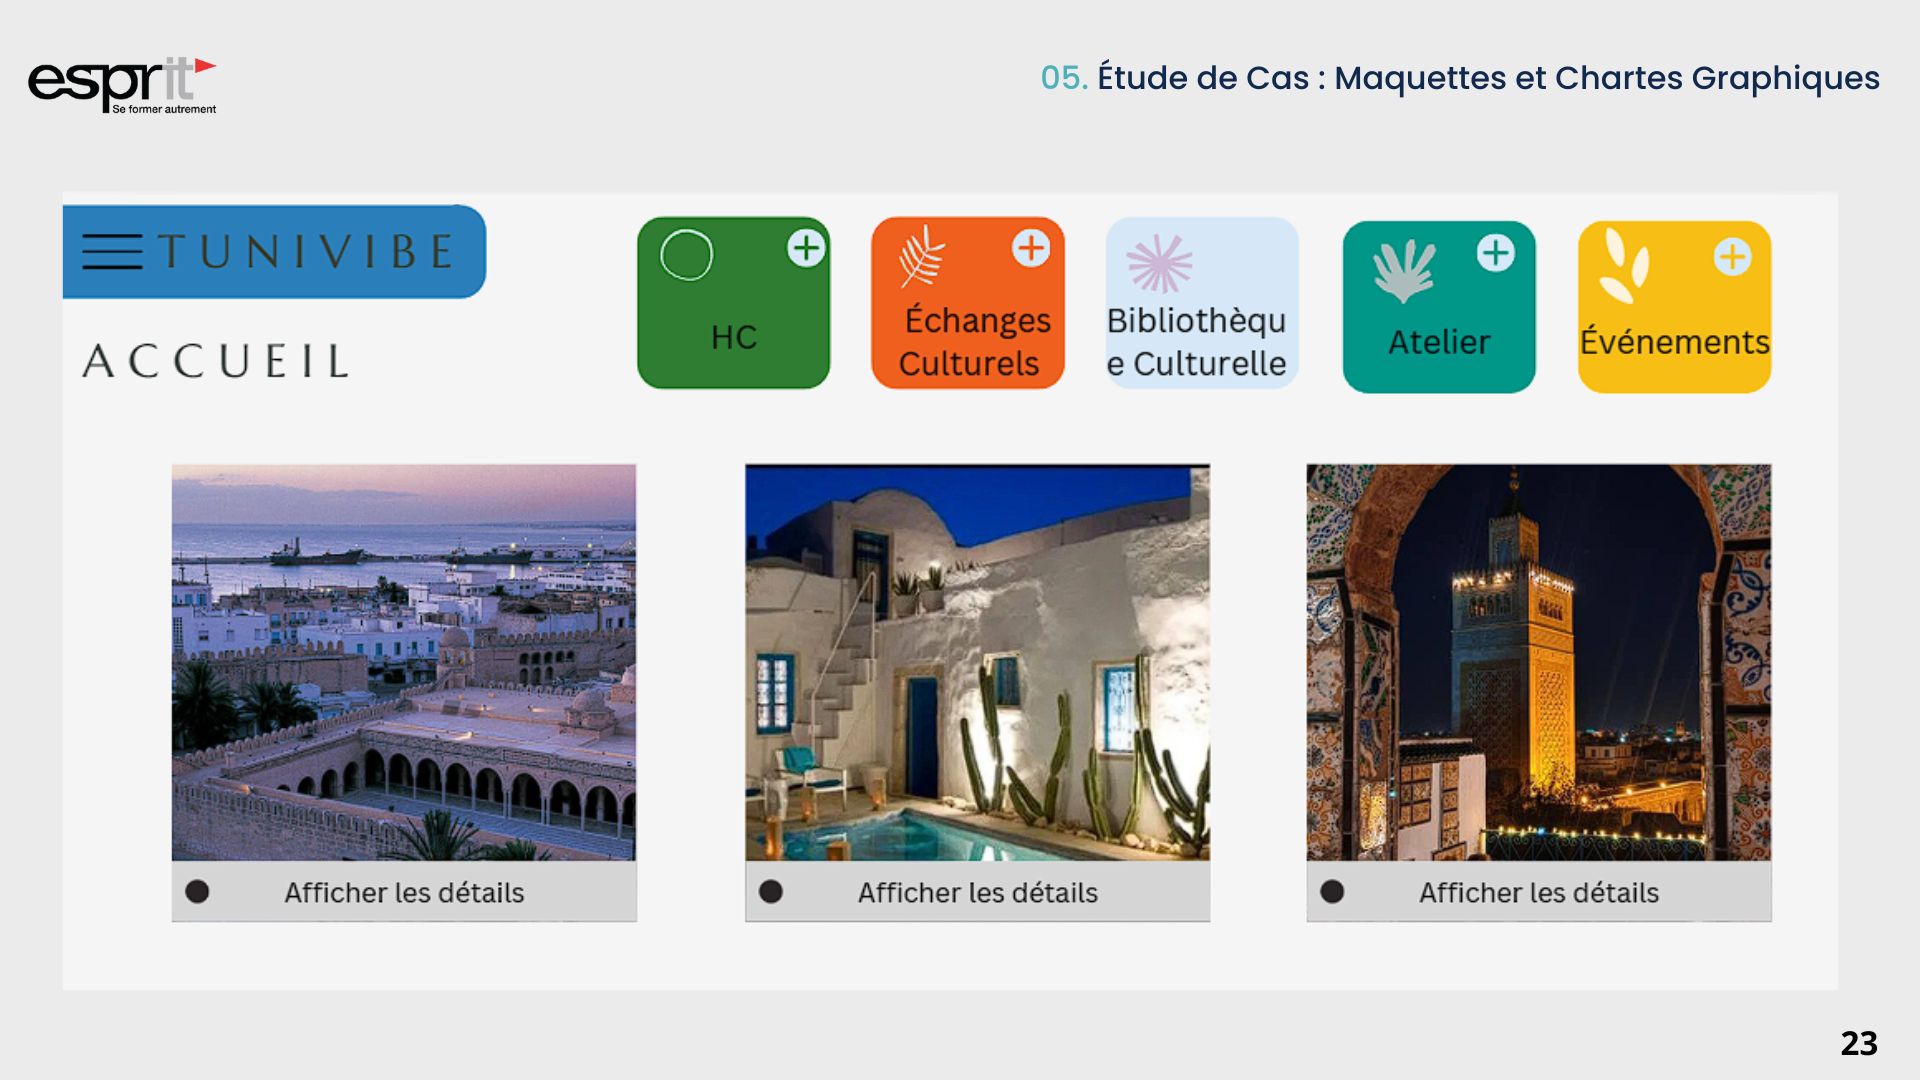 esprit
Se former autrement
05. Étude de Cas : Maquettes et Chartes Graphiques
TUNIVIBE
ACCUEIL
HC
Échanges
Culturels
Bibliothèqu
e Culturelle
Atelier
Événements
Afficher les détails
Afficher les détails
Afficher les détails
23